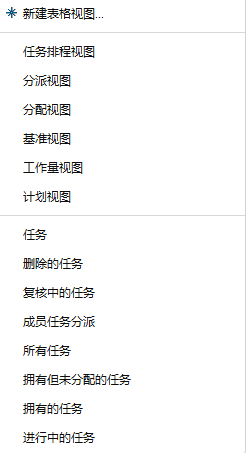 新建表格视图...
任务排程视图
分派视图
分配视图
基准视图
工作量视图
计划视图
任务
删除的任务
复核中的任务
成员任务分派
所有任务
拥有但未分配的任务
拥有的任务
进行中的任务